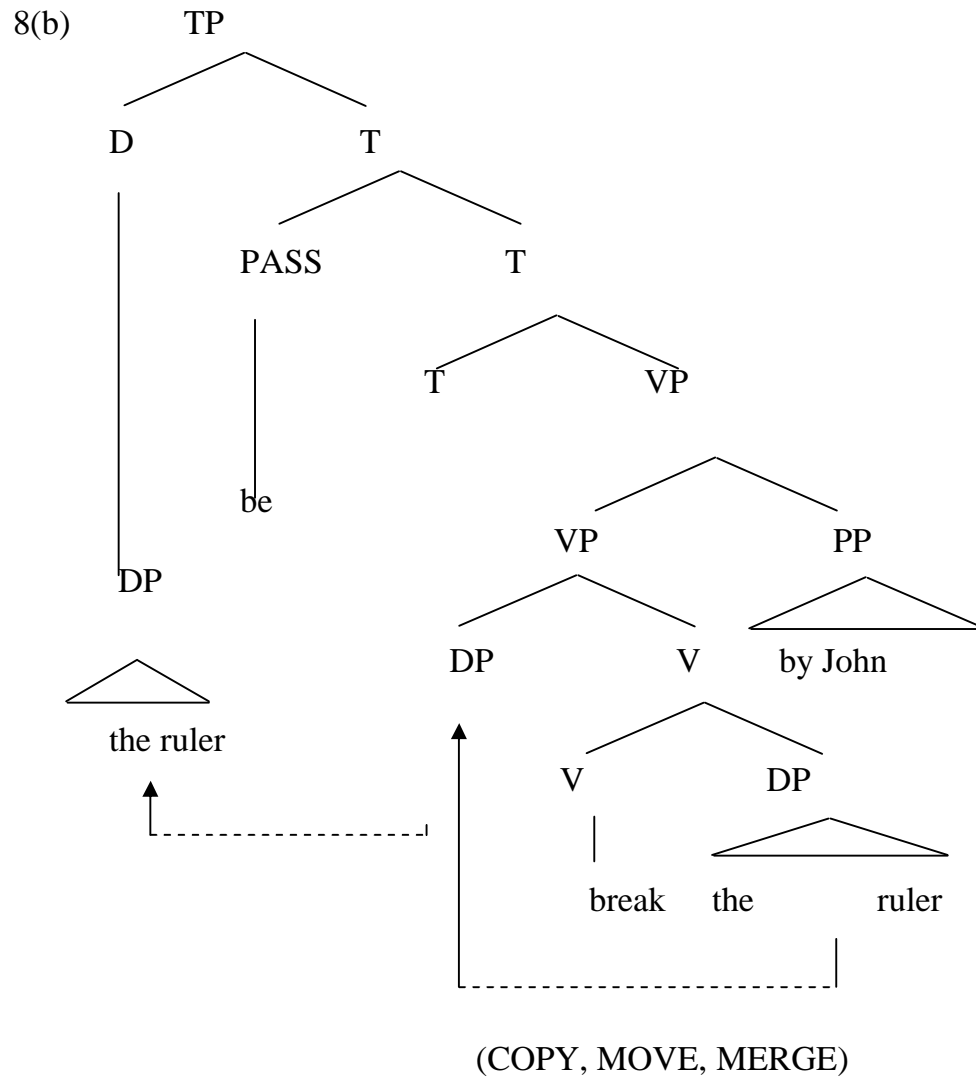 8(b) TP
D T
PASS T
T VP
be
VP PP
DP
DP V by John
the ruler
V DP
break the ruler
(COPY, MOVE, MERGE)